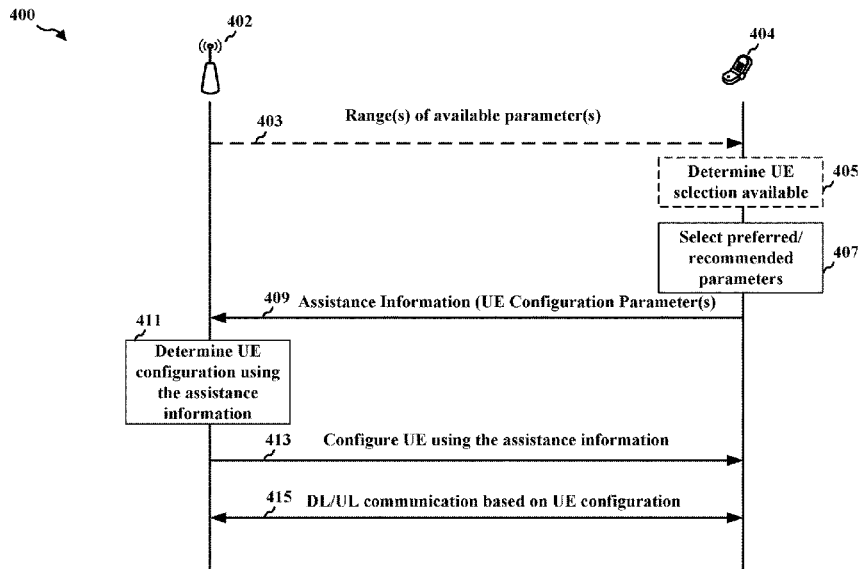 400
402
404
Range(s) of available parameter(s)
403
Determine UE
selection available
405
Select preferred/
recommended
parameters
407
409
Assistance Information (UE Configuration Parameter(s)
411
Determine UE
configuration using
the assistance
information
413
Configure UE using the assistance information
415
DL/UL communication based on UE configuration